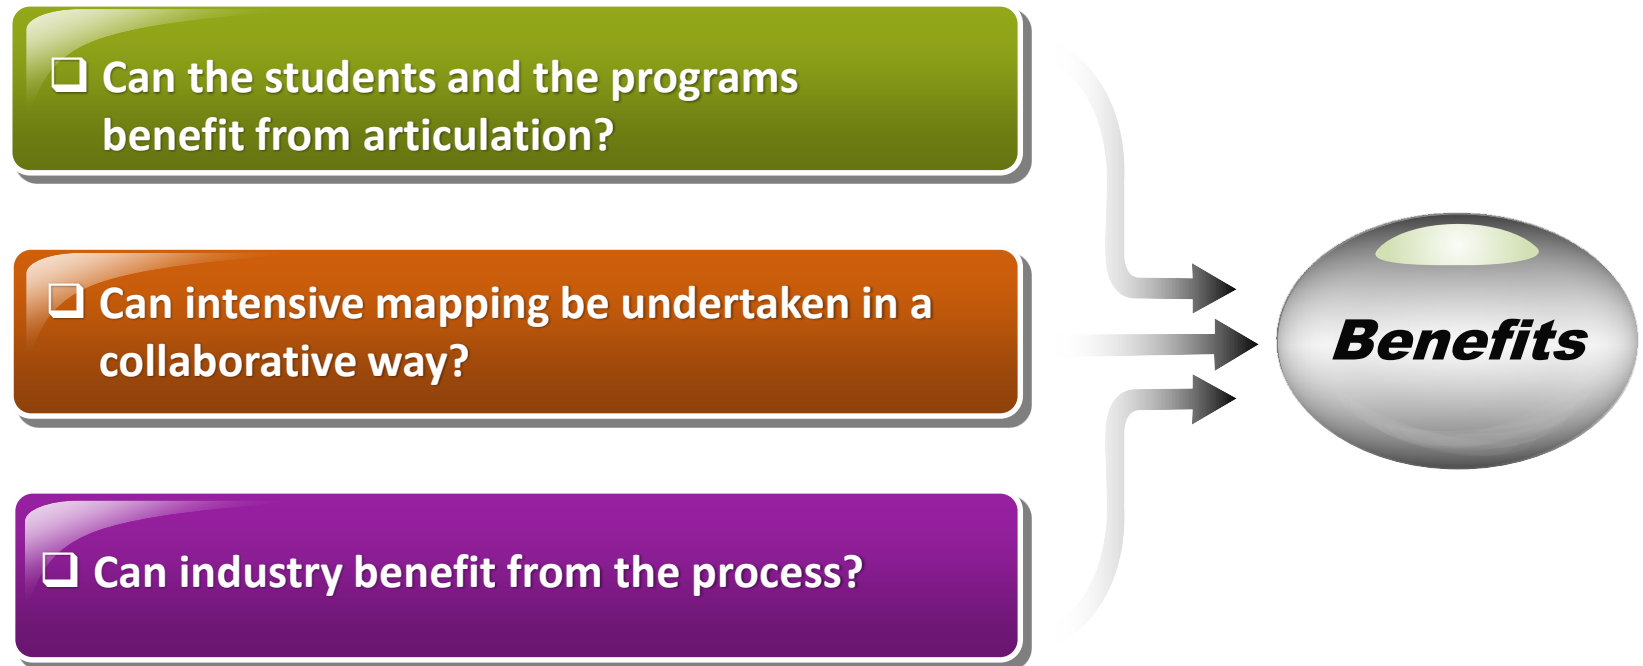 ❑ Can the students and the programs
benefit from articulation?
❑ Can intensive mapping be undertaken in a
collaborative way?
❑ Can industry benefit from the process?
Benefits